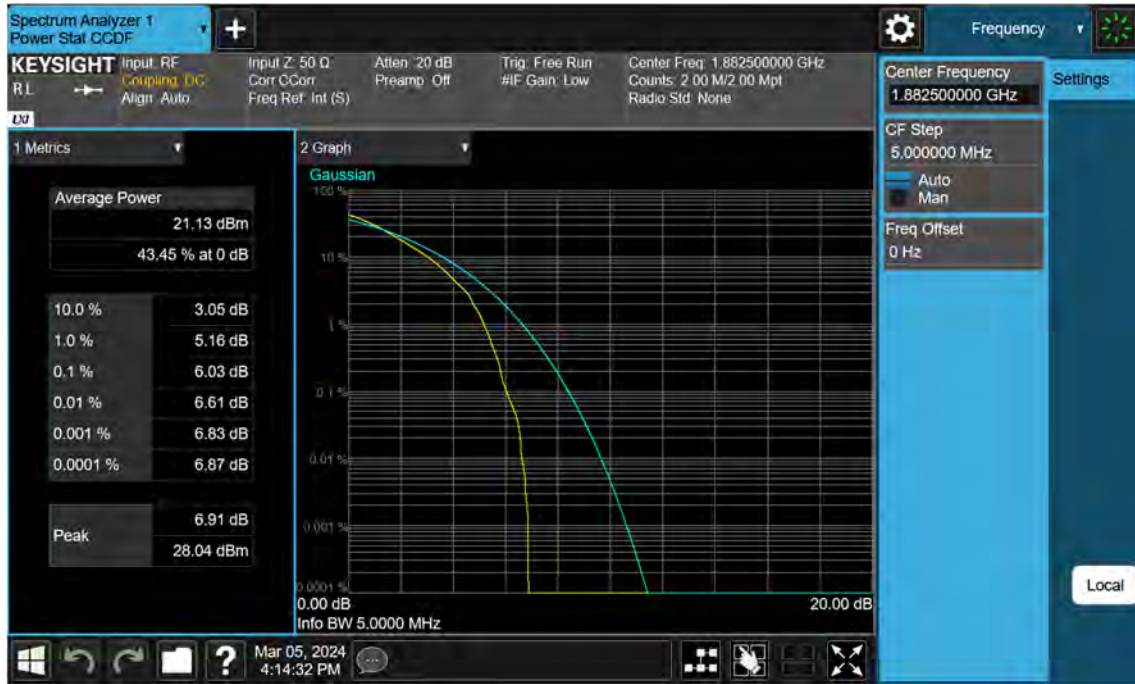 Spectrum Analyzer 1
Power Stat CCDF
Frequency
KEYSIGHT
RL
LXI
Input: RF
Coupling: DC
Align: Auto
Input Z: 50 Ω
Corr CCorr
Freq Ref: Int (S)
Atten: 20 dB
Preamp: Off
Trig: Free Run
#IF Gain: Low
Center Freq: 1.882500000 GHz
Counts: 2.00 M/2.00 Mpt
Radio Std: None
Center Frequency
1.882500000 GHz
Settings
CF Step
5.000000 MHz
Auto
Man
Freq Offset
0 Hz
Local
1 Metrics
Average Power
21.13 dBm
43.45 % at 0 dB
10.0 % 3.05 dB
1.0 % 5.16 dB
0.1 % 6.03 dB
0.01 % 6.61 dB
0.001 % 6.83 dB
0.0001 % 6.87 dB
Peak
6.91 dB
28.04 dBm
2 Graph
Gaussian
100 %
10 %
1 %
0.1 %
0.01 %
0.001 %
0.0001 %
0.00 dB 20.00 dB
Info BW 5.0000 MHz
?
Mar 05, 2024
4:14:32 PM